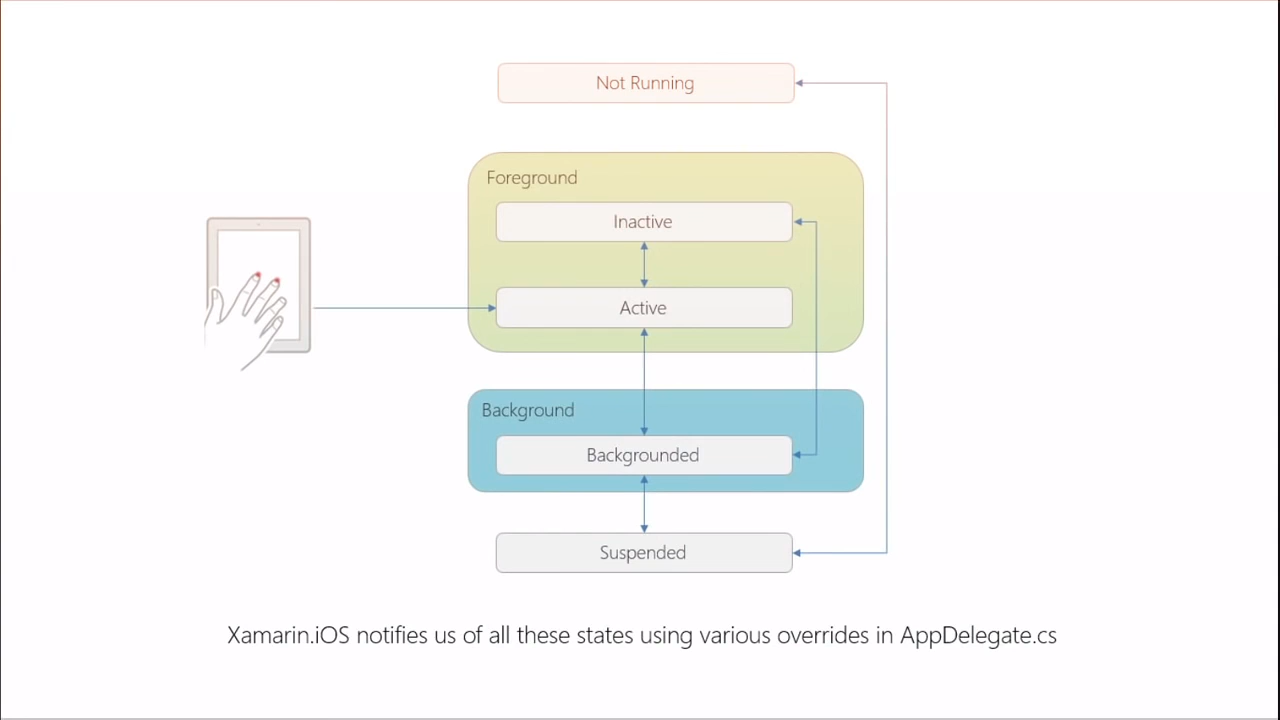 Not Running
Foreground
Inactive
Active
Background
Backgrounded
Suspended
Xamarin.iOS notifies us of all these states using various overrides in AppDelegate.cs